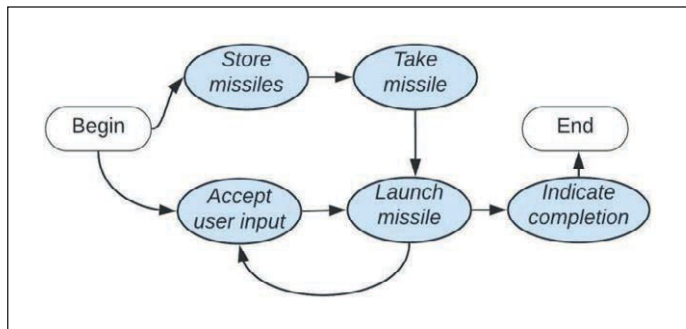 Store
missiles
Take
missile
Begin
End
Accept
user input
Launch
missile
Indicate
completion